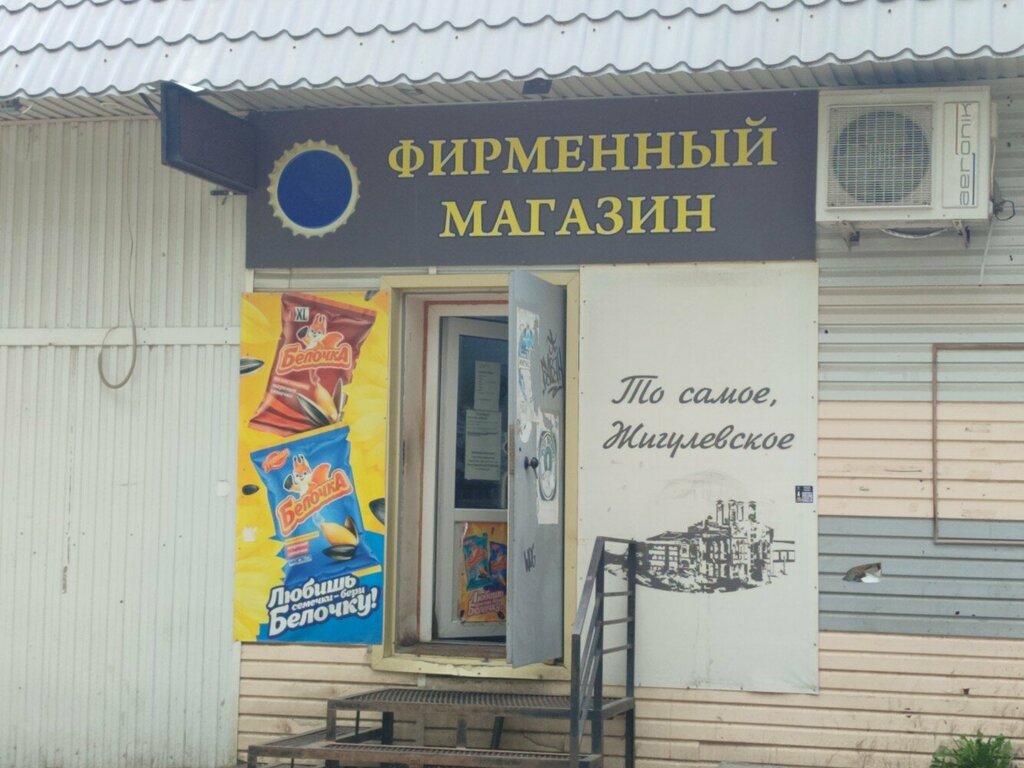 ФИРМЕННЫЙ
МАГАЗИН
aeronik
XL
Белочка
Белочка
Любишь
семечки-бери
Белочку!
То самое,
Жигулевское